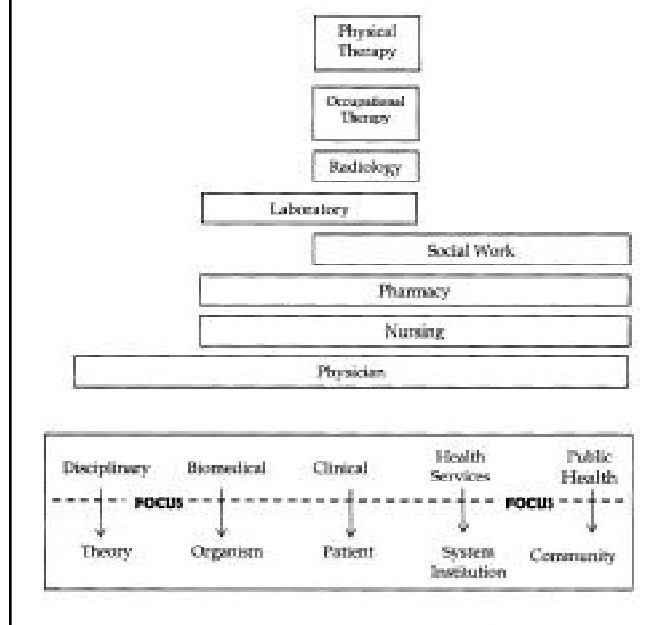 Physical
Therapy
Occupational
Therapy
Radiology
Laboratory
Social Work
Pharmacy
Nursing
Physician
Disciplinary
Biomedical
Clinical
Health
Services
Public
Health
FOCUS
FOCUS
Theory
Organism
Patient
System
Institution
Community